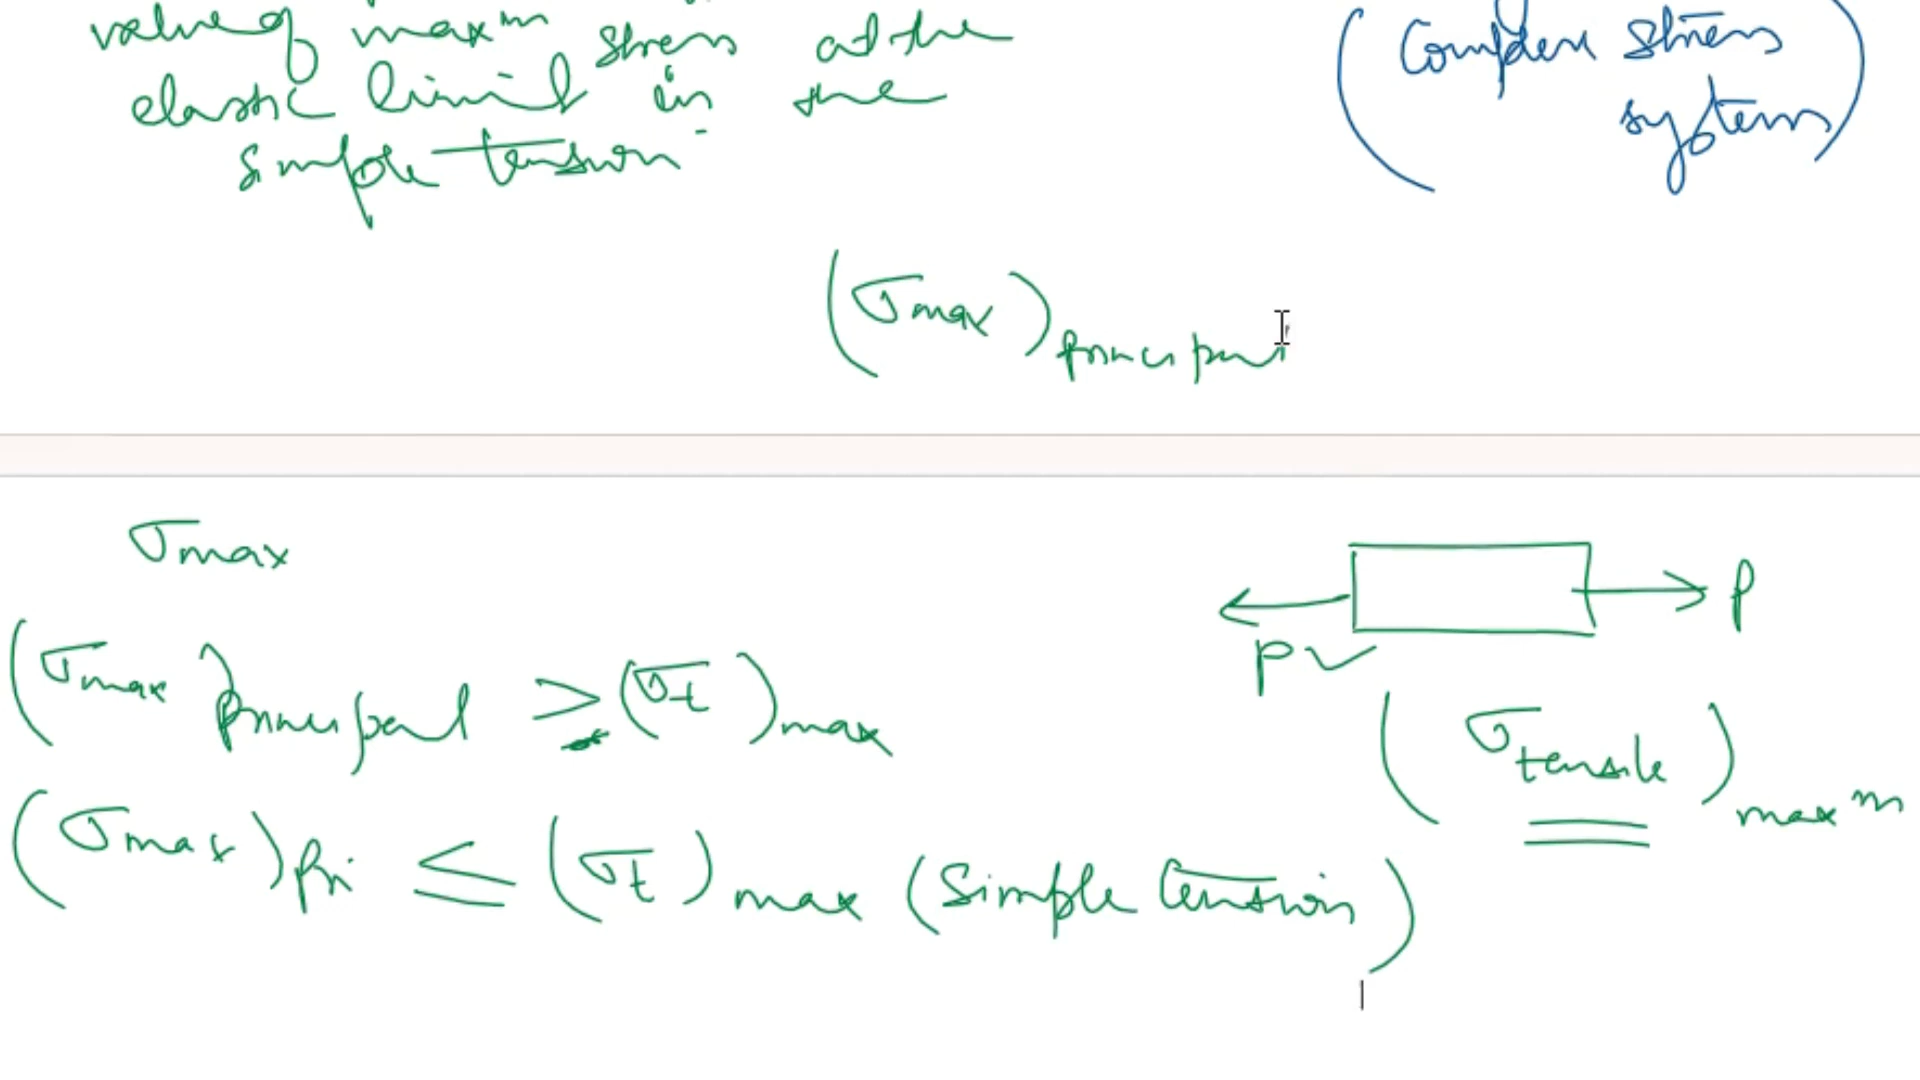 value of maxᵐ stress at the
elastic limit in the
simple tension
(Complex stress
system)
(σmax)principal
σmax
P
P
(σmax)principal ≥ (σt)max
(σtensile)maxᵐ
(σmax)pri ≤ (σt)max (Simple tension)